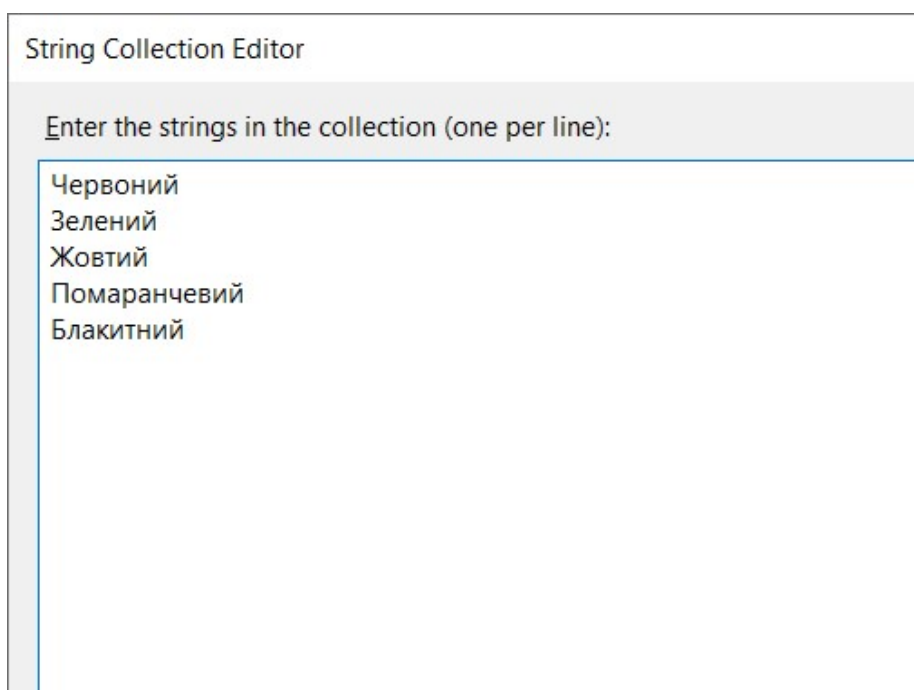 String Collection Editor
Enter the strings in the collection (one per line):
Червоний
Зелений
Жовтий
Помаранчевий
Блакитний